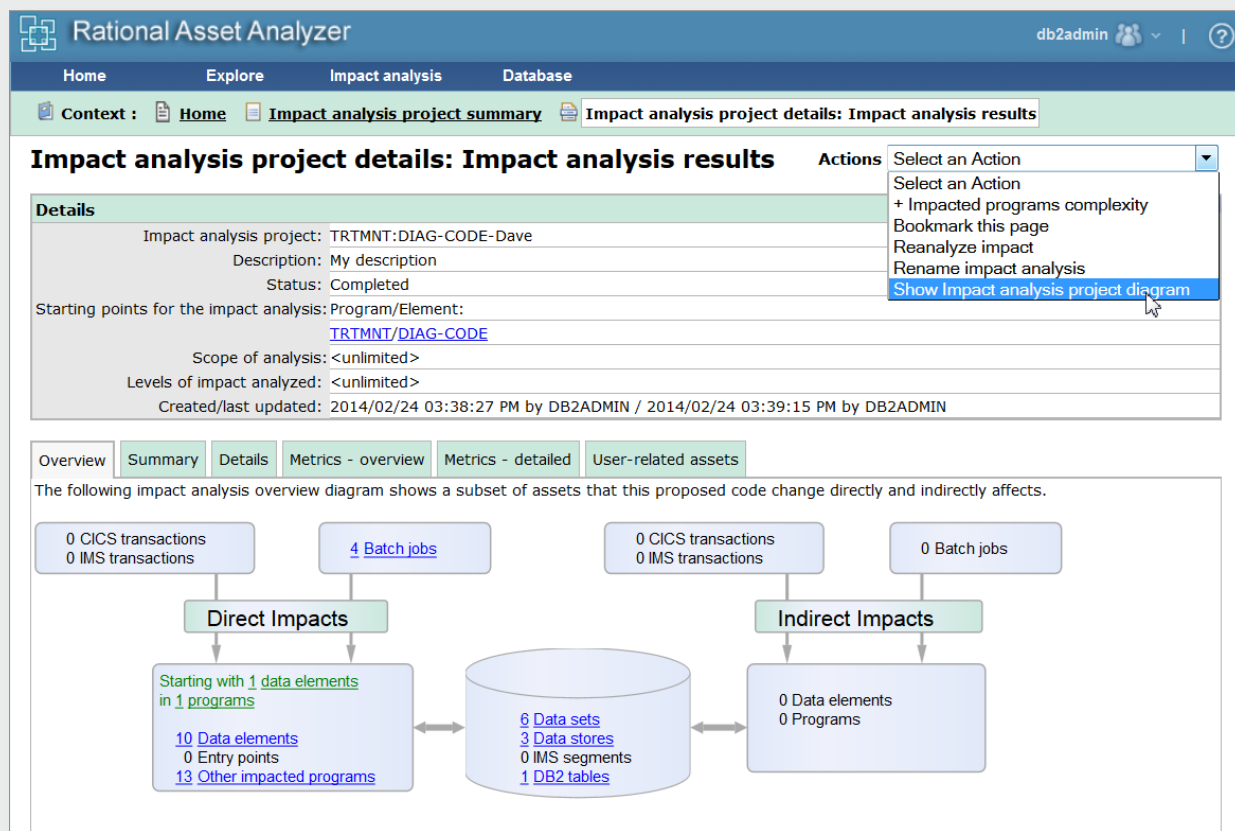 Rational Asset Analyzer
db2admin | ?
Home Explore Impact analysis Database
Context : Home Impact analysis project summary Impact analysis project details: Impact analysis results
Impact analysis project details: Impact analysis results Actions Select an Action
Select an Action
+ Impacted programs complexity
Bookmark this page
Reanalyze impact
Rename impact analysis
Show Impact analysis project diagram
Details
Impact analysis project: TRTMNT:DIAG-CODE-Dave
Description: My description
Status: Completed
Starting points for the impact analysis: Program/Element:
TRTMNT/DIAG-CODE
Scope of analysis: <unlimited>
Levels of impact analyzed: <unlimited>
Created/last updated: 2014/02/24 03:38:27 PM by DB2ADMIN / 2014/02/24 03:39:15 PM by DB2ADMIN
Overview Summary Details Metrics - overview Metrics - detailed User-related assets
The following impact analysis overview diagram shows a subset of assets that this proposed code change directly and indirectly affects.
0 CICS transactions
0 IMS transactions
4 Batch jobs
0 CICS transactions
0 IMS transactions
0 Batch jobs
Direct Impacts
Indirect Impacts
Starting with 1 data elements
in 1 programs
10 Data elements
0 Entry points
13 Other impacted programs
6 Data sets
3 Data stores
0 IMS segments
1 DB2 tables
0 Data elements
0 Programs